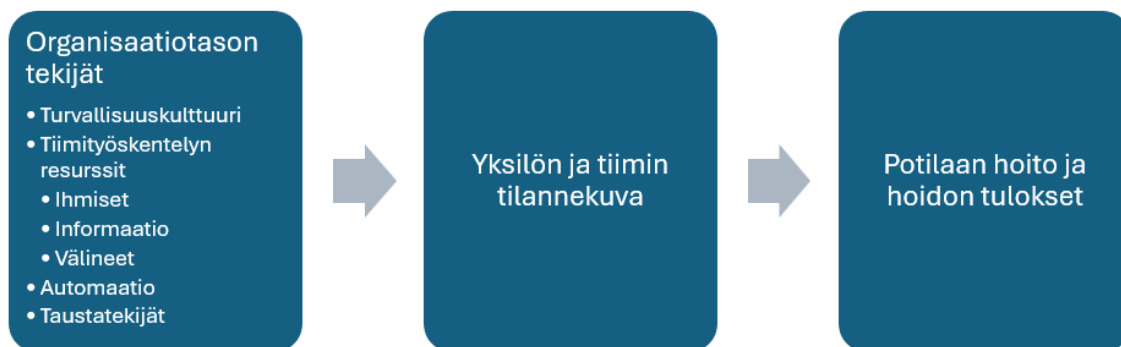 Organisaatiotason
tekijät
• Turvallisuuskulttuuri
• Tiimityöskentelyn
resurssit
• Ihmiset
• Informaatio
• Välineet
• Automaatio
• Taustatekijät
Yksilön ja tiimin
tilannekuva
Potilaan hoito ja
hoidon tulokset